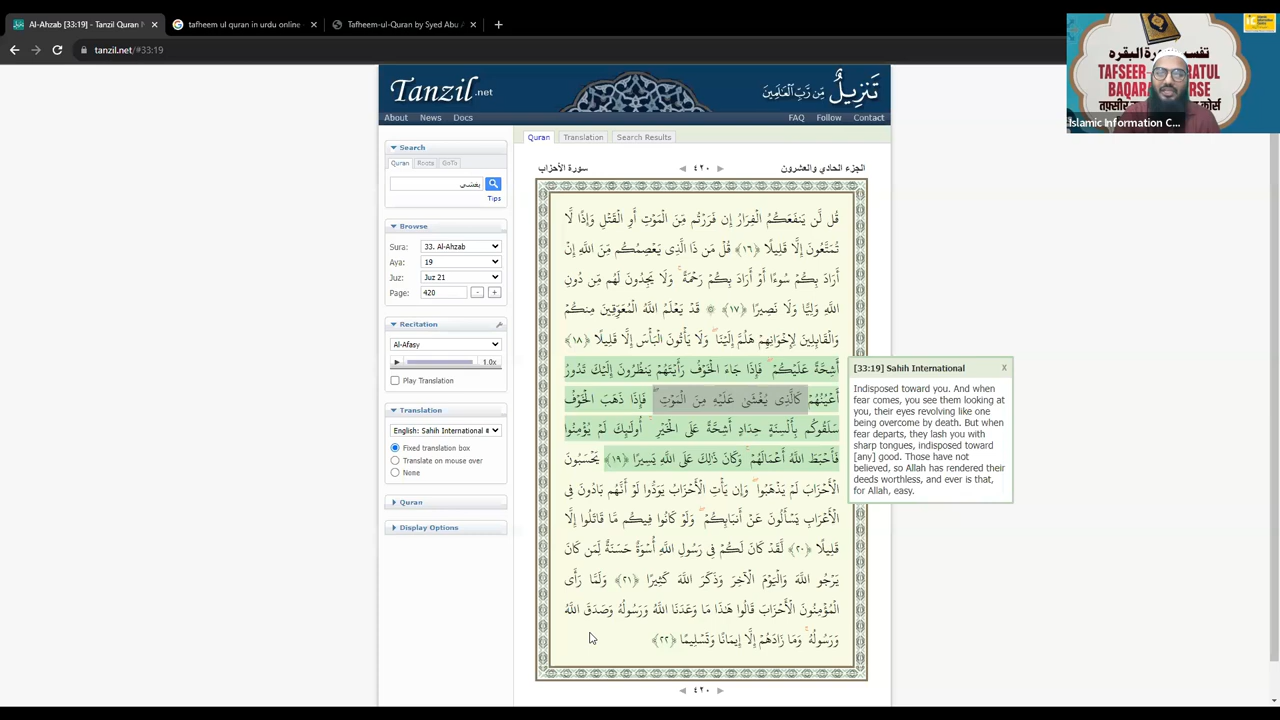 Al-Ahzab [33:19] - Tanzil Quran N
tafheem ul quran in urdu online -
Tafheem-ul-Quran by Syed Abu A
tanzil.net/#33:19
Tanzil.net
تَنزِيلٌ مِّن رَّبِّ الْعَالَمِينَ
About News Docs
FAQ Follow Contact
Search
Quran Roots GoTo
يغشي
Tips
Browse
Sura: 33. Al-Ahzab
Aya: 19
Juz: Juz 21
Page: 420 - +
Recitation
Al-Afasy
1.0x
Play Translation
Translation
English: Sahih International
Fixed translation box
Translate on mouse over
None
Quran
Display Options
Quran Translation Search Results
الجزء الحادي والعشرون ٤٢٠ سورة الأحزاب
قُل لَّن يَنفَعَكُمُ الْفِرَارُ إِن فَرَرْتُم مِّنَ الْمَوْتِ أَوِ الْقَتْلِ وَإِذًا لَّا
تُمَتَّعُونَ إِلَّا قَلِيلًا ﴿١٦﴾ قُلْ مَن ذَا الَّذِي يَعْصِمُكُم مِّنَ اللَّهِ إِنْ
أَرَادَ بِكُمْ سُوءًا أَوْ أَرَادَ بِكُمْ رَحْمَةً ۚ وَلَا يَجِدُونَ لَهُم مِّن دُونِ
اللَّهِ وَلِيًّا وَلَا نَصِيرًا ﴿١٧﴾ ۞ قَدْ يَعْلَمُ اللَّهُ الْمُعَوِّقِينَ مِنكُمْ
وَالْقَائِلِينَ لِإِخْوَانِهِمْ هَلُمَّ إِلَيْنَا ۖ وَلَا يَأْتُونَ الْبَأْسَ إِلَّا قَلِيلًا ﴿١٨﴾
أَشِحَّةً عَلَيْكُمْ ۖ فَإِذَا جَاءَ الْخَوْفُ رَأَيْتَهُمْ يَنظُرُونَ إِلَيْكَ تَدُورُ
أَعْيُنُهُمْ كَالَّذِي يُغْشَىٰ عَلَيْهِ مِنَ الْمَوْتِ ۖ فَإِذَا ذَهَبَ الْخَوْفُ
سَلَقُوكُم بِأَلْسِنَةٍ حِدَادٍ أَشِحَّةً عَلَى الْخَيْرِ ۚ أُولَٰئِكَ لَمْ يُؤْمِنُوا
فَأَحْبَطَ اللَّهُ أَعْمَالَهُمْ ۚ وَكَانَ ذَٰلِكَ عَلَى اللَّهِ يَسِيرًا ﴿١٩﴾ يَحْسَبُونَ
الْأَحْزَابَ لَمْ يَذْهَبُوا ۖ وَإِن يَأْتِ الْأَحْزَابُ يَوَدُّوا لَوْ أَنَّهُم بَادُونَ فِي
الْأَعْرَابِ يَسْأَلُونَ عَنْ أَنبَائِكُمْ ۖ وَلَوْ كَانُوا فِيكُم مَّا قَاتَلُوا إِلَّا
قَلِيلًا ﴿٢٠﴾ لَّقَدْ كَانَ لَكُمْ فِي رَسُولِ اللَّهِ أُسْوَةٌ حَسَنَةٌ لِّمَن كَانَ
يَرْجُو اللَّهَ وَالْيَوْمَ الْآخِرَ وَذَكَرَ اللَّهَ كَثِيرًا ﴿٢١﴾ وَلَمَّا رَأَى
الْمُؤْمِنُونَ الْأَحْزَابَ قَالُوا هَٰذَا مَا وَعَدَنَا اللَّهُ وَرَسُولُهُ وَصَدَقَ اللَّهُ
وَرَسُولُهُ ۚ وَمَا زَادَهُمْ إِلَّا إِيمَانًا وَتَسْلِيمًا ﴿٢٢﴾
٤٢٠
[33:19] Sahih International X
Indisposed toward you. And when
fear comes, you see them looking at
you, their eyes revolving like one
being overcome by death. But when
fear departs, they lash you with
sharp tongues, indisposed toward
[any] good. Those have not
believed, so Allah has rendered their
deeds worthless, and ever is that,
for Allah, easy.
Islamic Information C...